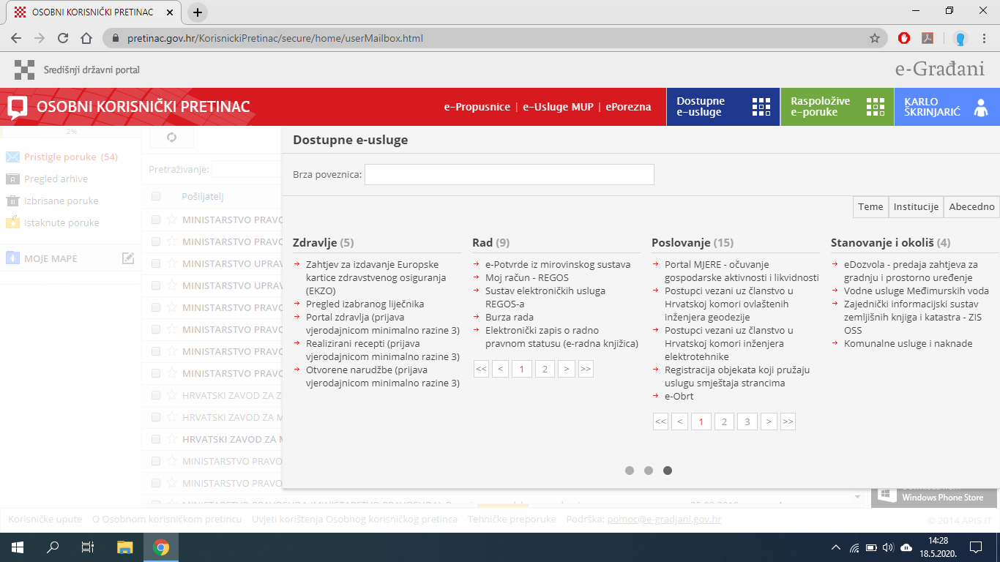 OSOBNI KORISNIČKI PRETINAC
pretinac.gov.hr/KorisnickiPretinac/secure/home/userMailbox.html
Središnji državni portal
e-Građani
OSOBNI KORISNIČKI PRETINAC
e-Propusnice | e-Usluge MUP | ePorezna
Dostupne
e-usluge
Raspoložive
e-poruke
KARLO
ŠKRINJARIĆ
2%
Pristigle poruke (54)
Pregled arhive
Izbrisane poruke
Istaknute poruke
MOJE MAPE
Pretraživanje:
Pošiljatelj
MINISTARSTVO PRAVO
MINISTARSTVO PRAVO
MINISTARSTVO UPRAV
MINISTARSTVO UPRAV
MINISTARSTVO PRAVO
MINISTARSTVO PRAVO
MINISTARSTVO PRAVO
MINISTARSTVO PRAVO
HRVATSKI ZAVOD ZA Z
HRVATSKI ZAVOD ZA M
HRVATSKI ZAVOD ZA M
MINISTARSTVO PRAVO
MINISTARSTVO PRAVO
Dostupne e-usluge
Brza poveznica:
Teme
Institucije
Abecedno
Zdravlje (5)
Zahtjev za izdavanje Europske
kartice zdravstvenog osiguranja
(EKZO)
Pregled izabranog liječnika
Portal zdravlja (prijava
vjerodajnicom minimalno razine 3)
Realizirani recepti (prijava
vjerodajnicom minimalno razine 3)
Otvorene narudžbe (prijava
vjerodajnicom minimalno razine 3)
Rad (9)
e-Potvrde iz mirovinskog sustava
Moj račun - REGOS
Sustav elektroničkih usluga
REGOS-a
Burza rada
Elektronički zapis o radno
pravnom statusu (e-radna knjižica)
<< < 1 2 > >>
Poslovanje (15)
Portal MJERE - očuvanje
gospodarske aktivnosti i likvidnosti
Postupci vezani uz članstvo u
Hrvatskoj komori ovlaštenih
inženjera geodezije
Postupci vezani uz članstvo u
Hrvatskoj komori inženjera
elektrotehnike
Registracija objekata koji pružaju
uslugu smještaja strancima
e-Obrt
<< < 1 2 3 > >>
Stanovanje i okoliš (4)
eDozvola - predaja zahtjeva za
gradnju i prostorno uređenje
Vodne usluge Međimurskih voda
Zajednički informacijski sustav
zemljišnih knjiga i katastra - ZIS
OSS
Komunalne usluge i naknade
Windows Phone Store
Korisničke upute
O Osobnom korisničkom pretincu
Uvjeti korištenja Osobnog korisničkog pretinca
Tehničke preporuke
Podrška: pomoc@e-gradjani.gov.hr
© 2014 APIS IT
14:28
18.5.2020.